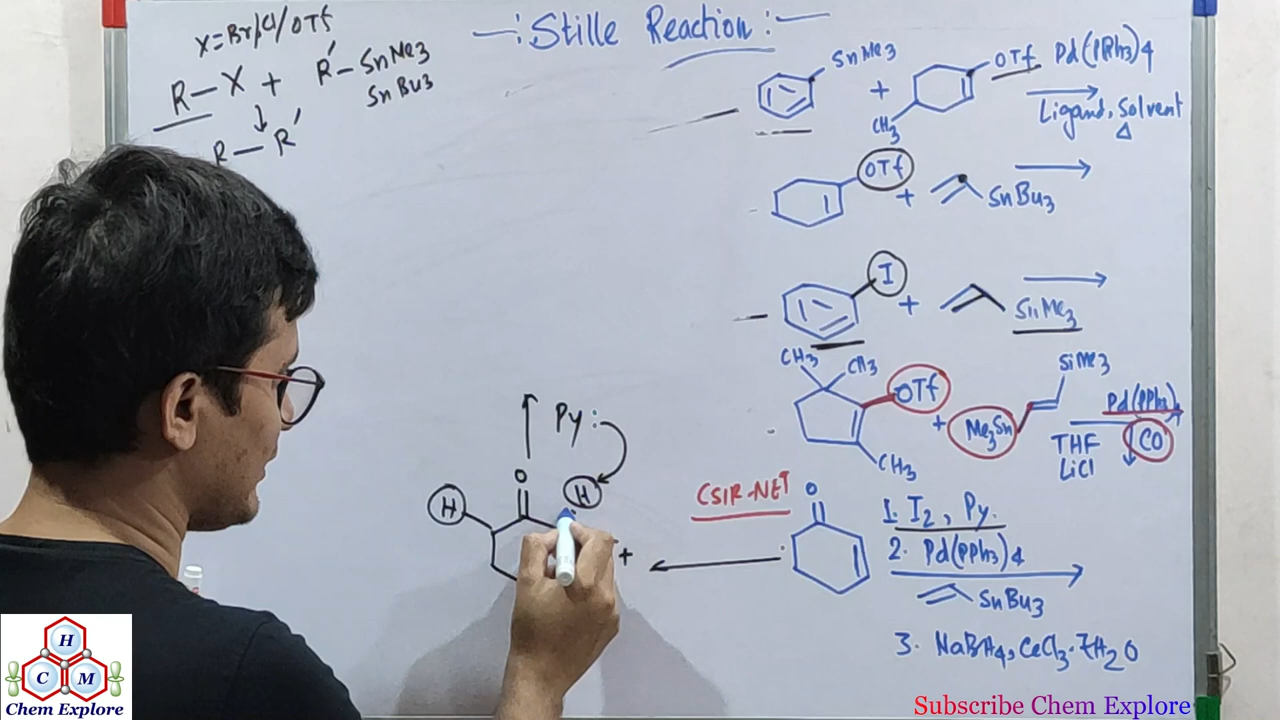 -: Stille Reaction :-
X=Br/Cl/OTf
R-X + R'-SnMe3
SnBu3
↓
R-R'
SnMe3
+
OTf
CH3
Pd(PPh3)4
Ligand, Solvent
Δ
OTf
+
SnBu3
I
+
SnMe3
CH3
CH3
OTf
CH3
+
Me3Sn
SiMe3
Pd(PPh3)4
THF
LiCl
CO
Py:
O
H
H
+
CSIR-NET
O
1. I2, Py.
2. Pd(PPh3)4
SnBu3
3. NaBH4, CeCl3·7H2O
H
C M
Chem Explore
Subscribe Chem Explore